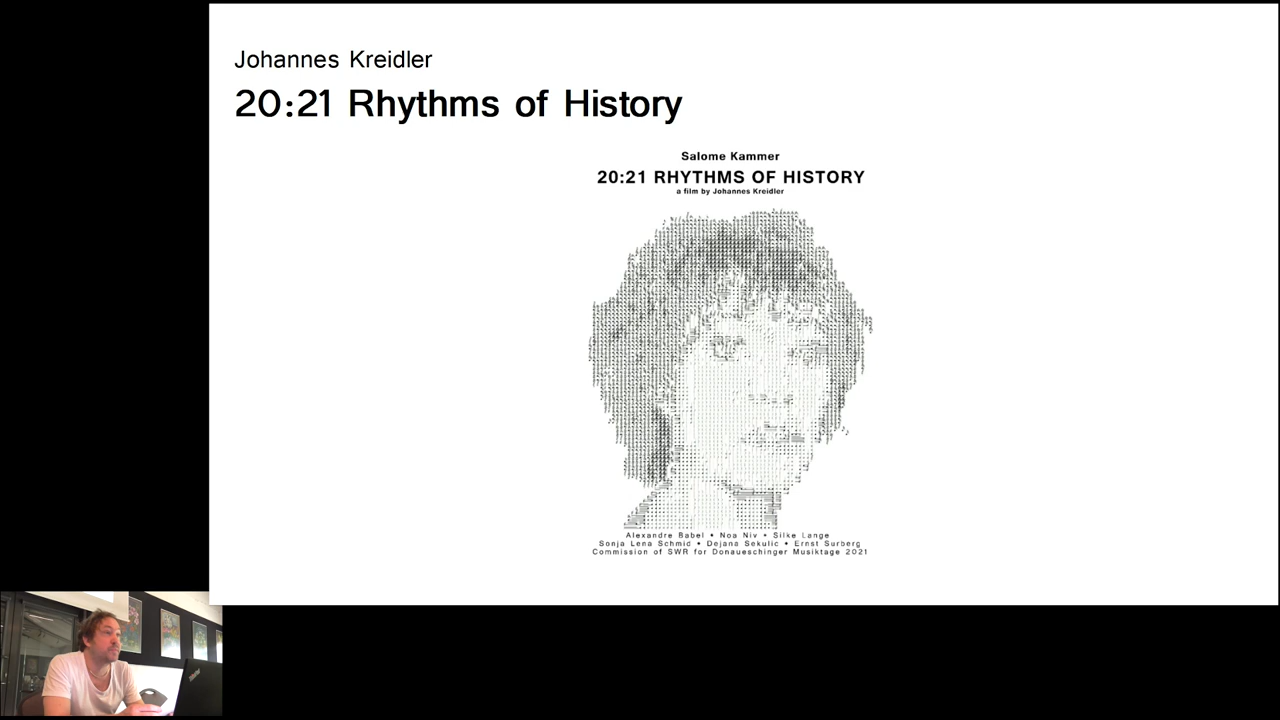 Johannes Kreidler
20:21 Rhythms of History
Salome Kammer
20:21 RHYTHMS OF HISTORY
a film by Johannes Kreidler
Alexandre Babel • Noa Niv • Silke Lange
Sonja Lena Schmid • Dejana Sekulic • Ernst Surberg
Commission of SWR for Donaueschinger Musiktage 2021